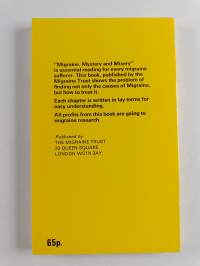 "Migraine, Mystery and Misery"
is essential reading for every migraine
sufferer. This book, published by the
Migraine Trust shows the problem of
finding not only the causes of Migraine,
but how to treat it.
Each chapter is written in lay terms for
easy understanding.
All profits from this book are going to
migraine research.
Published by
THE MIGRAINE TRUST
23 QUEEN SQUARE
LONDON WC1N 3AY
65p.